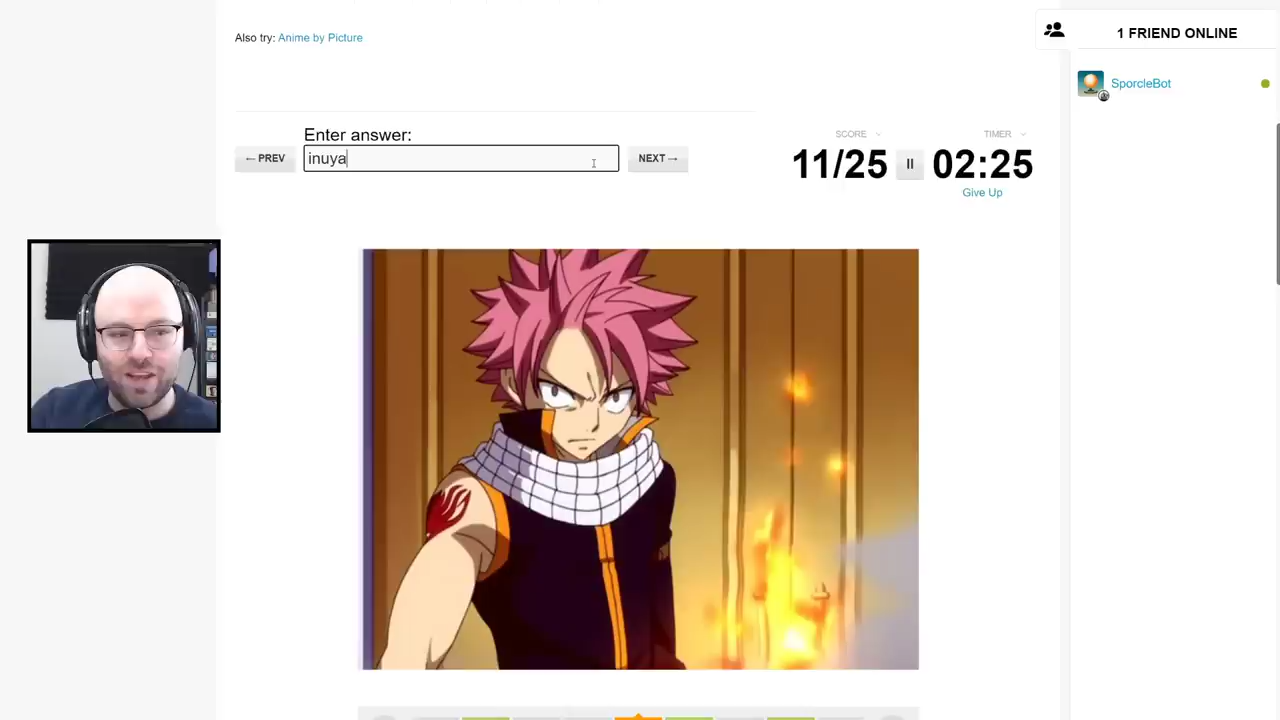 Also try: Anime by Picture
1 FRIEND ONLINE
SporcleBot
Enter answer:
← PREV
inuya
NEXT →
SCORE
11/25
TIMER
02:25
Give Up